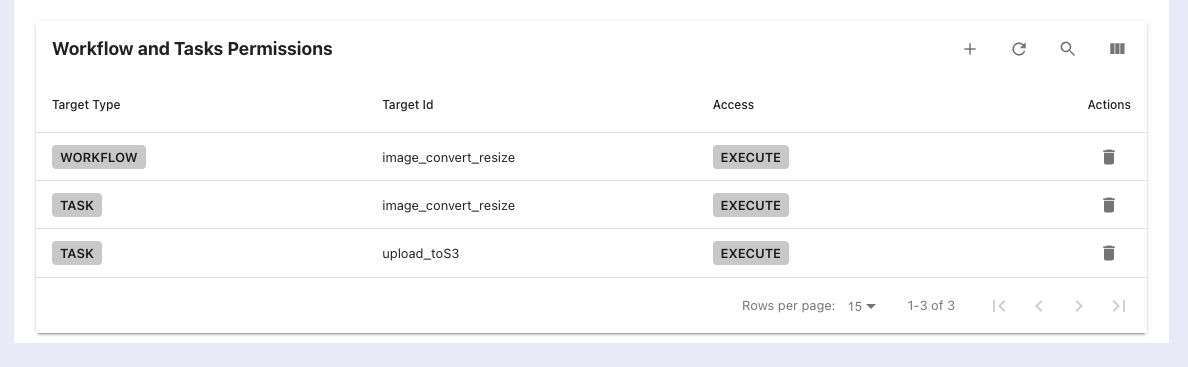 Workflow and Tasks Permissions
Target Type Target Id Access Actions
WORKFLOW image_convert_resize EXECUTE
TASK image_convert_resize EXECUTE
TASK upload_toS3 EXECUTE
Rows per page: 15 1-3 of 3